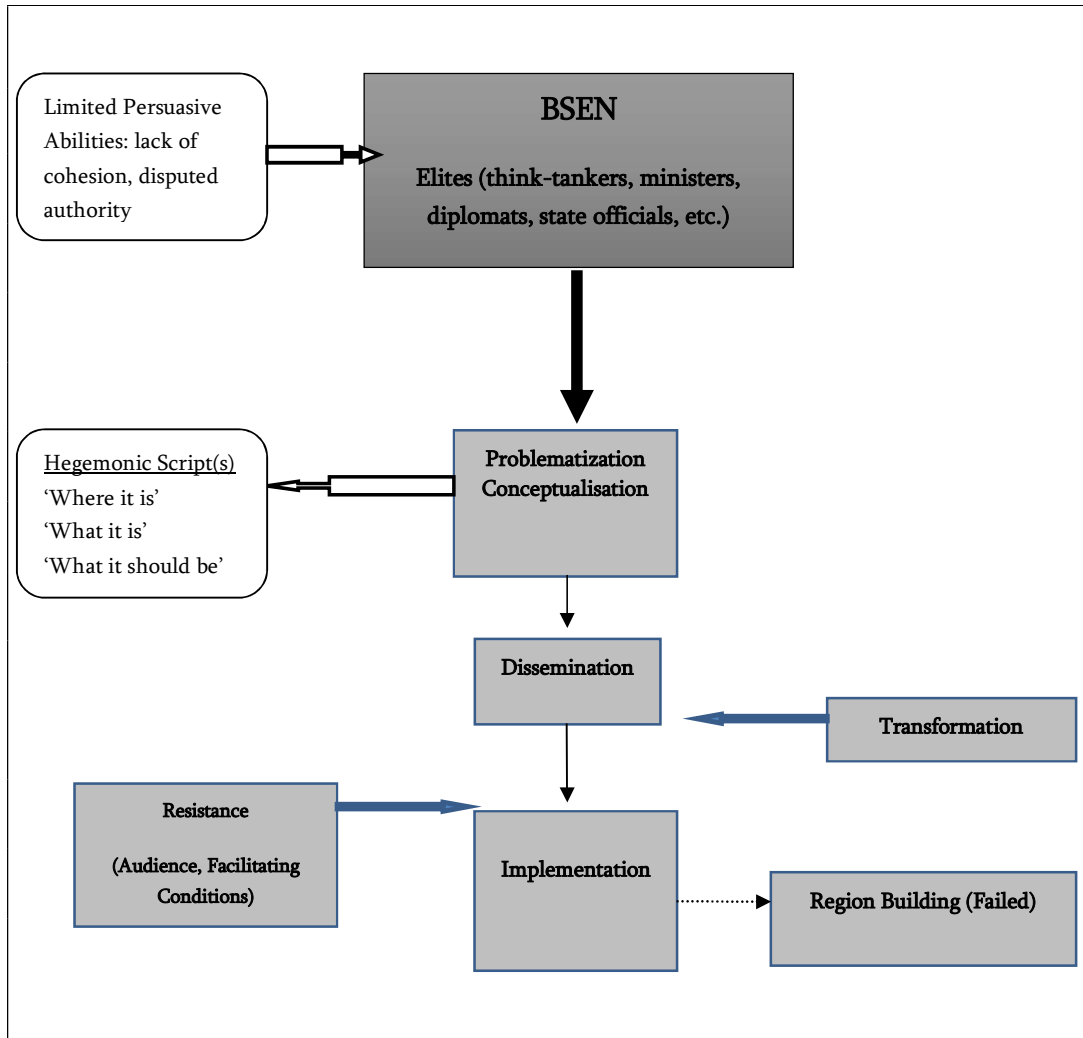 Limited Persuasive
Abilities: lack of
cohesion, disputed
authority
BSEN
Elites (think-tankers, ministers,
diplomats, state officials, etc.)
Hegemonic Script(s)
‘Where it is’
‘What it is’
‘What it should be’
Problematization
Conceptualisation
Dissemination
Transformation
Resistance
(Audience, Facilitating
Conditions)
Implementation
Region Building (Failed)